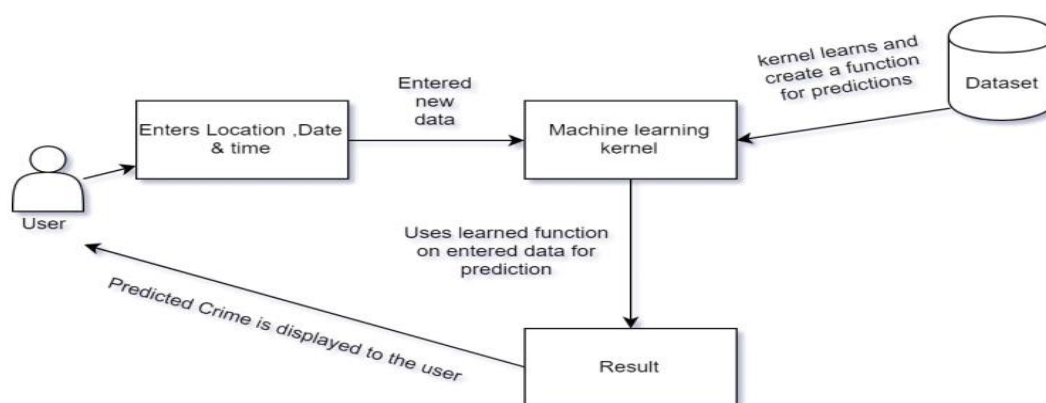 User
Enters Location ,Date
& time
Entered
new
data
Machine learning
kernel
kernel learns and
create a function
for predictions
Dataset
Uses learned function
on entered data for
prediction
Result
Predicted Crime is displayed to the user